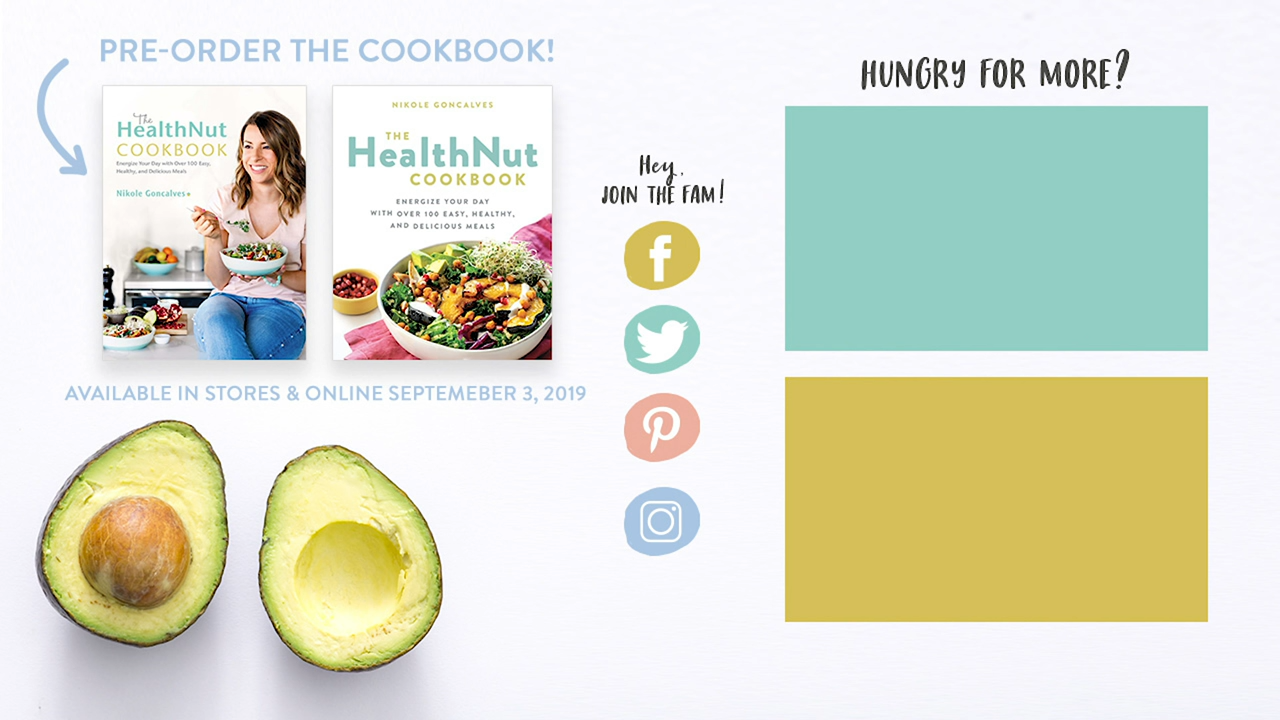 PRE-ORDER THE COOKBOOK!
The
HealthNut
COOKBOOK
Energize Your Day with Over 100 Easy,
Healthy, and Delicious Meals
Nikole Goncalves
NIKOLE GONCALVES
THE
HealthNut
COOKBOOK
ENERGIZE YOUR DAY
WITH OVER 100 EASY, HEALTHY,
AND DELICIOUS MEALS
AVAILABLE IN STORES & ONLINE SEPTEMEBER 3, 2019
Hey,
JOIN THE FAM!
HUNGRY FOR MORE?